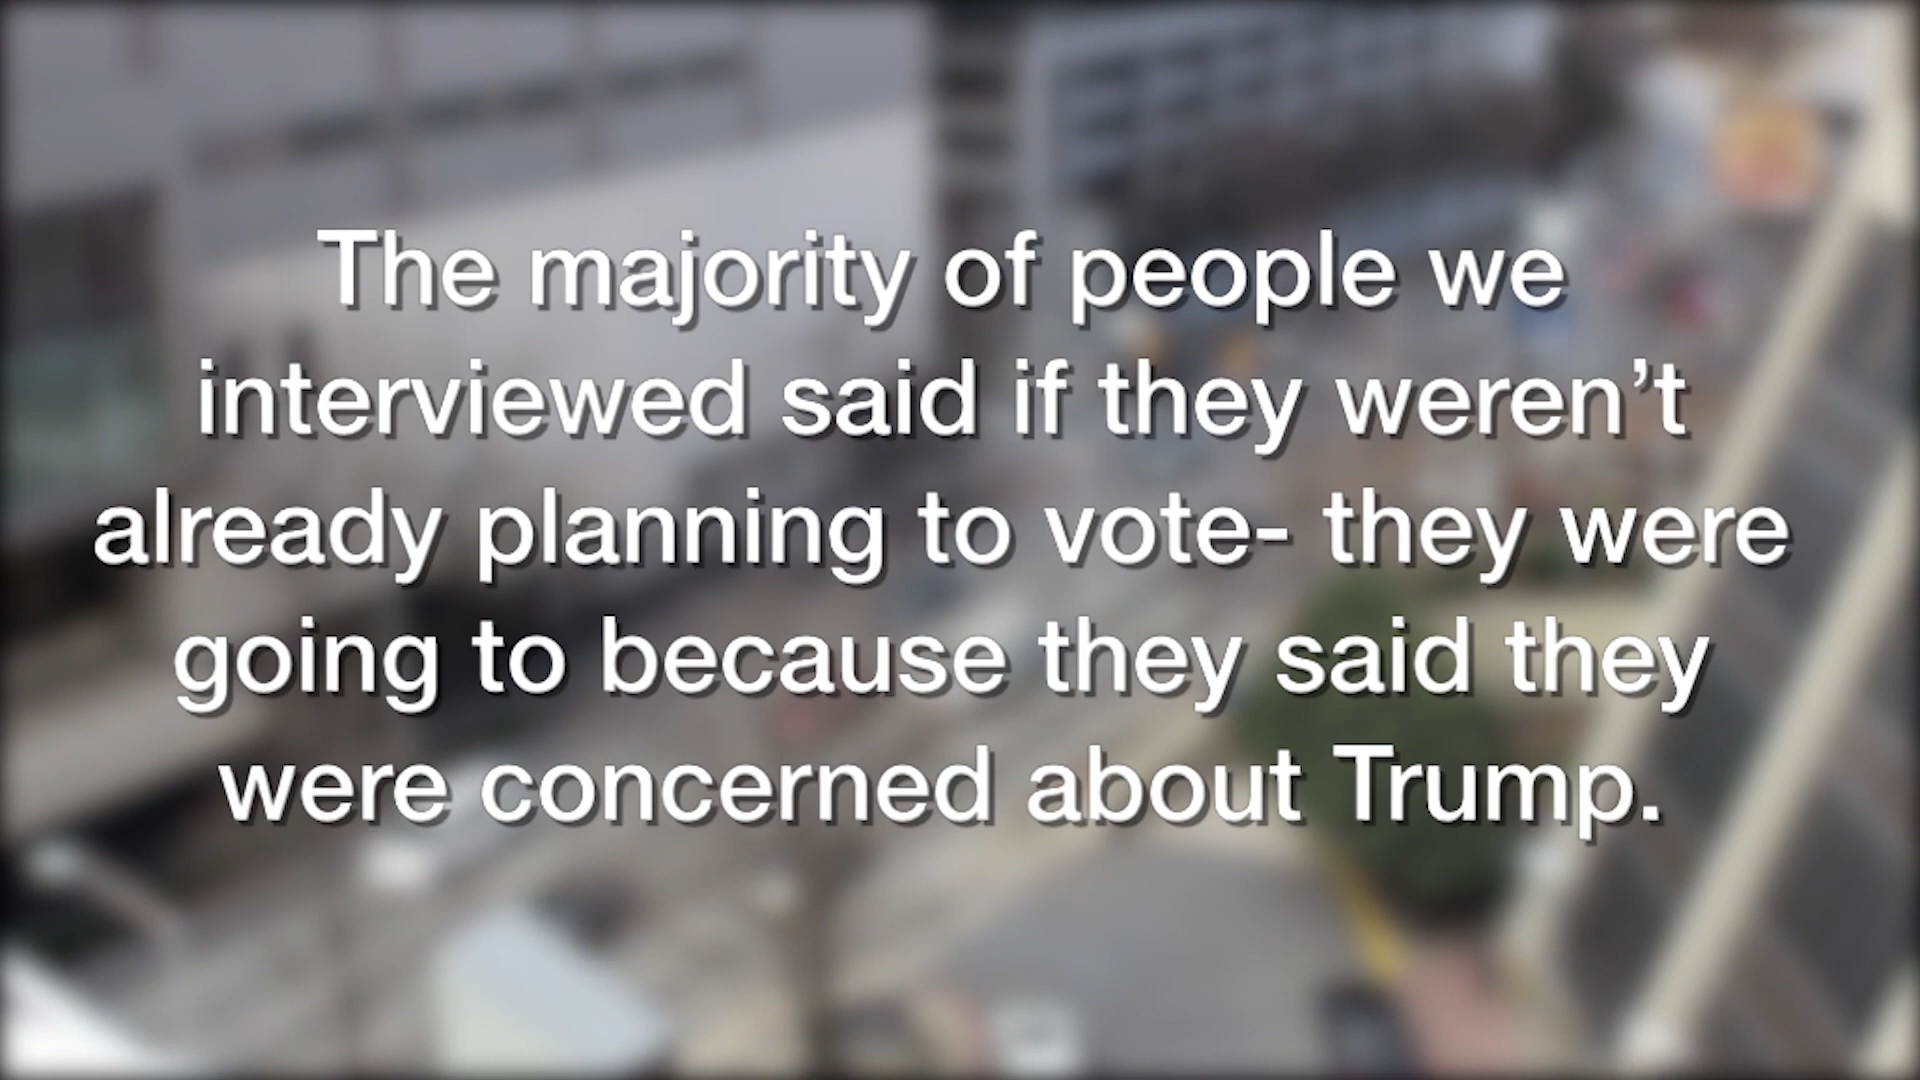 The majority of people we
interviewed said if they weren’t
already planning to vote- they were
going to because they said they
were concerned about Trump.